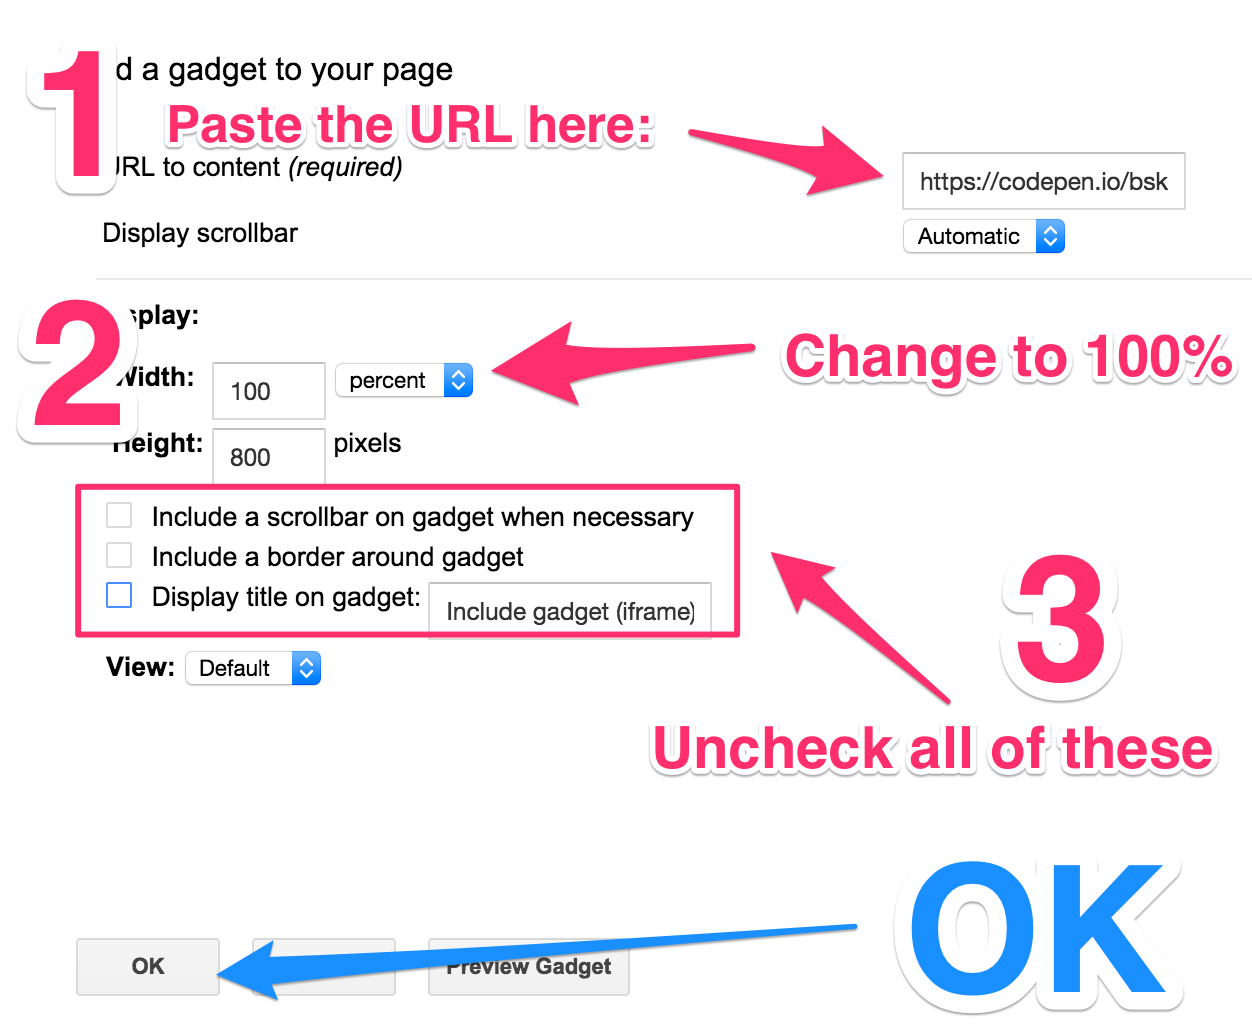 1
d a gadget to your page
Paste the URL here:
URL to content (required)
https://codepen.io/bsk
Display scrollbar
Automatic
2
splay:
Change to 100%
Width:
100
percent
Height:
800
pixels
Include a scrollbar on gadget when necessary
Include a border around gadget
Display title on gadget:
Include gadget (iframe)
3
View:
Default
Uncheck all of these
OK
OK
Preview Gadget